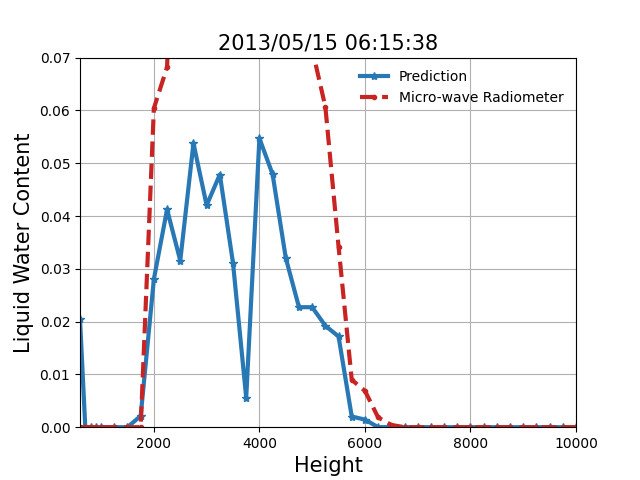 2013/05/15 06:15:38
0.07
0.06
0.05
0.04
0.03
0.02
0.01
0.00
Liquid Water Content
Prediction
Micro-wave Radiometer
2000 4000 6000 8000 10000
Height